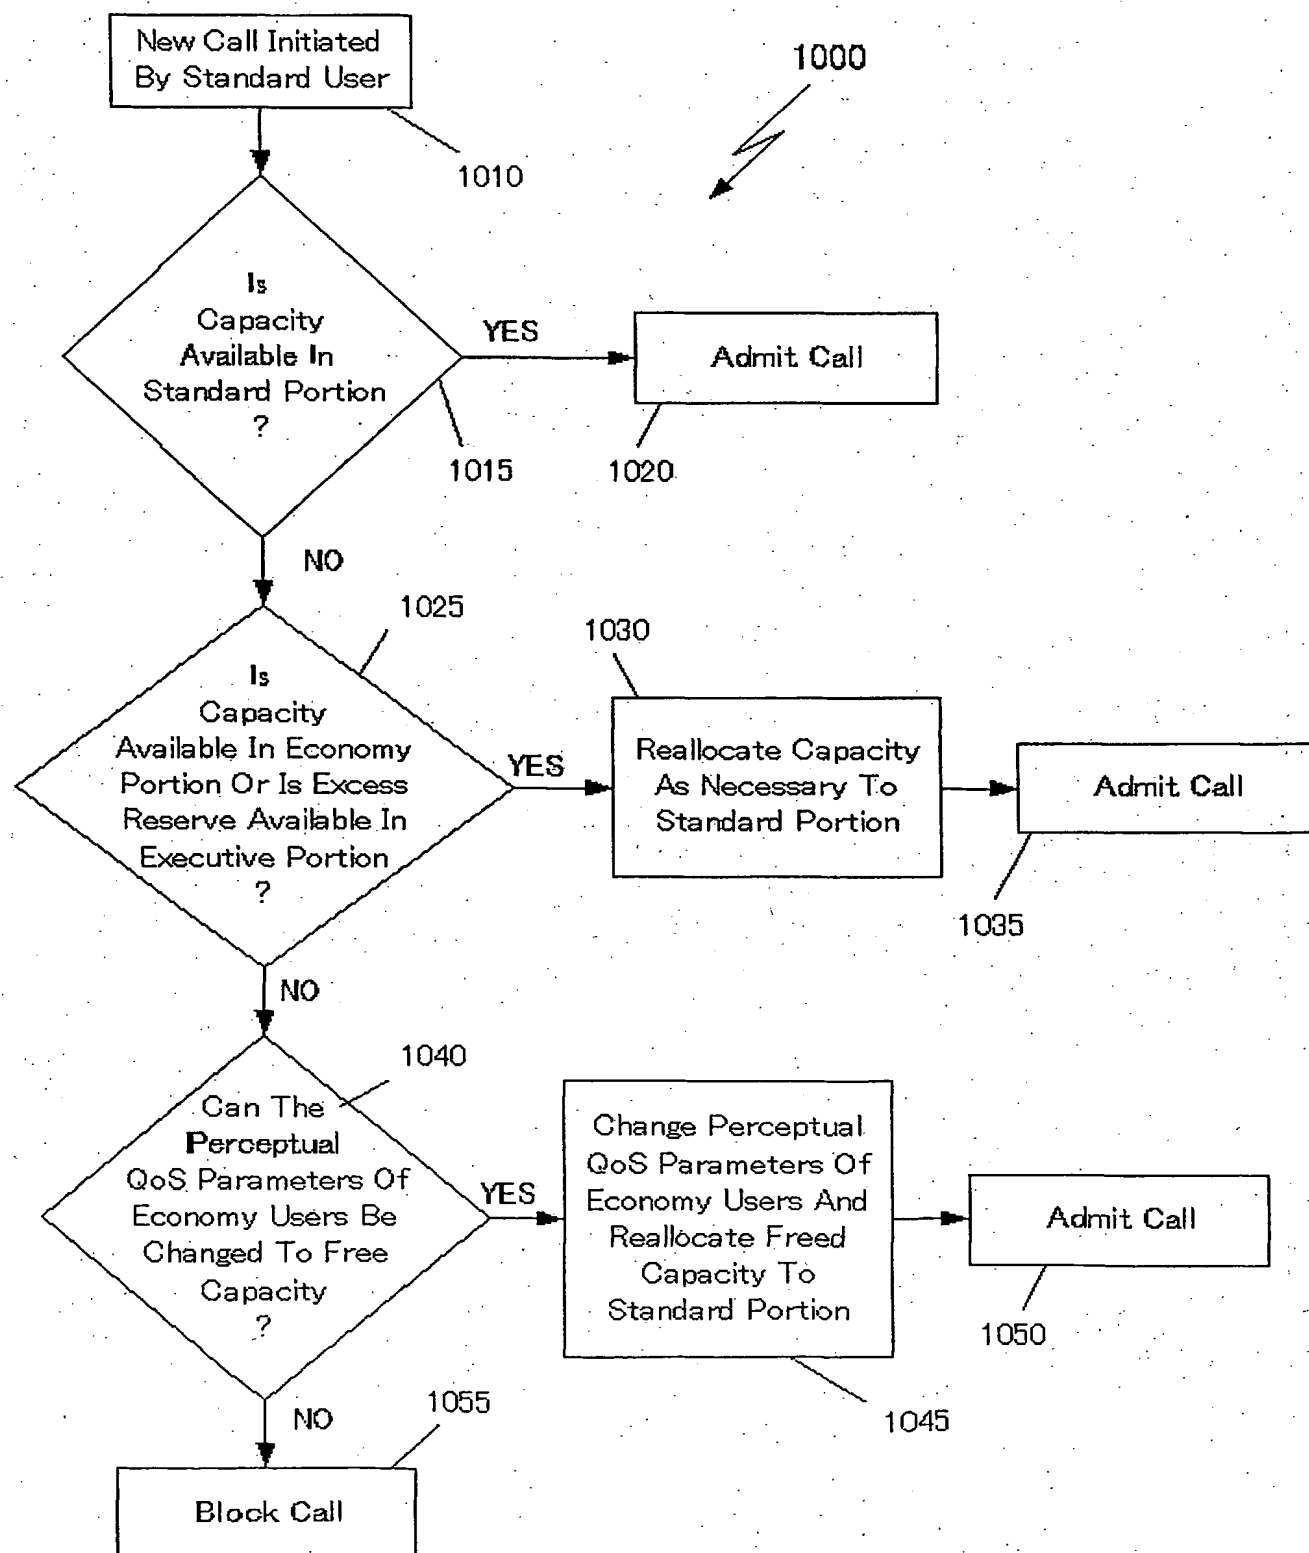 New Call Initiated
By Standard User
1000
1010
Is
Capacity
Available In
Standard Portion
?
YES
Admit Call
1015
1020
NO
1025
1030
Is
Capacity
Available In Economy
Portion Or Is Excess
Reserve Available In
Executive Portion
?
YES
Reallocate Capacity
As Necessary To
Standard Portion
Admit Call
1035
NO
1040
Can The
Perceptual
QoS Parameters Of
Economy Users Be
Changed To Free
Capacity
?
YES
Change Perceptual
QoS Parameters Of
Economy Users And
Reallocate Freed
Capacity To
Standard Portion
Admit Call
1050
1045
NO
1055
Block Call